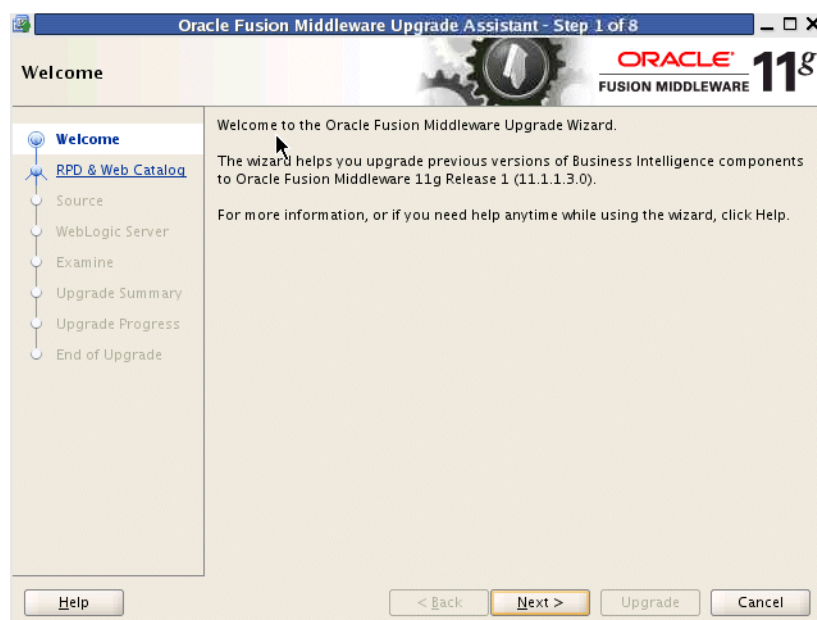 Oracle Fusion Middleware Upgrade Assistant - Step 1 of 8
Welcome
ORACLE
FUSION MIDDLEWARE
11g
Welcome
RPD & Web Catalog
Source
WebLogic Server
Examine
Upgrade Summary
Upgrade Progress
End of Upgrade
Welcome to the Oracle Fusion Middleware Upgrade Wizard.
The wizard helps you upgrade previous versions of Business Intelligence components
to Oracle Fusion Middleware 11g Release 1 (11.1.1.3.0).
For more information, or if you need help anytime while using the wizard, click Help.
Help
< Back
Next >
Upgrade
Cancel